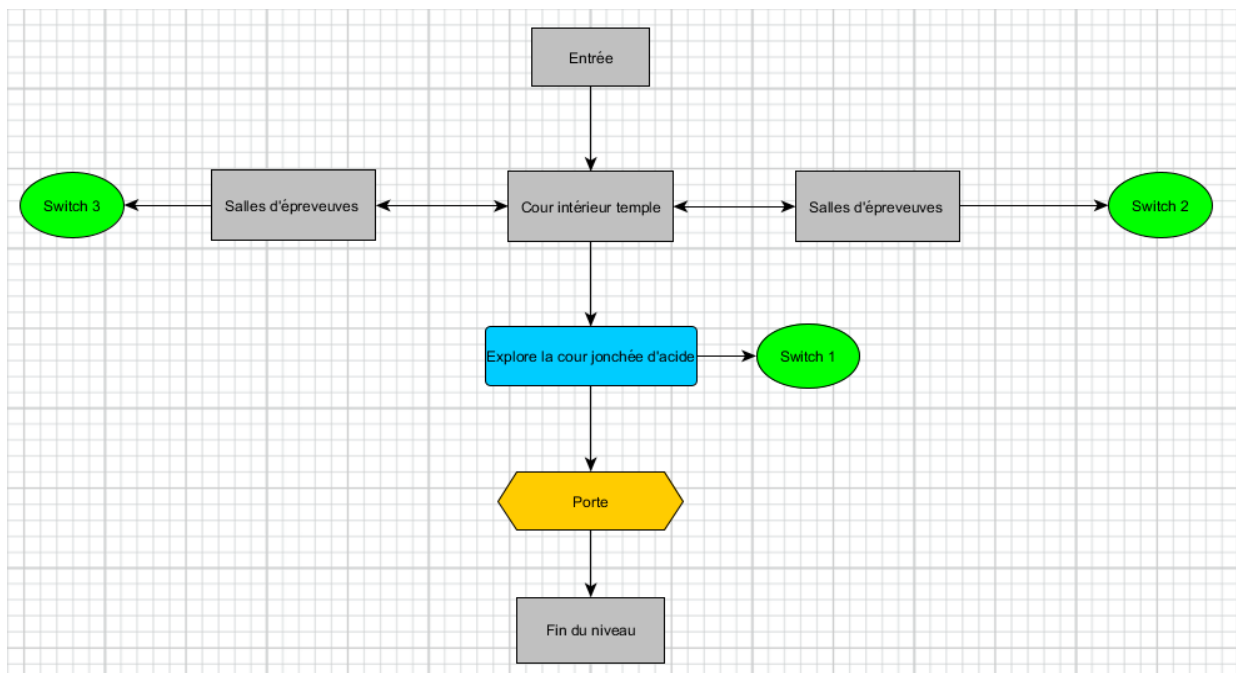 Entrée
Switch 3
Salles d'épreveuves
Cour intérieur temple
Salles d'épreveuves
Switch 2
Explore la cour jonchée d'acide
Switch 1
Porte
Fin du niveau